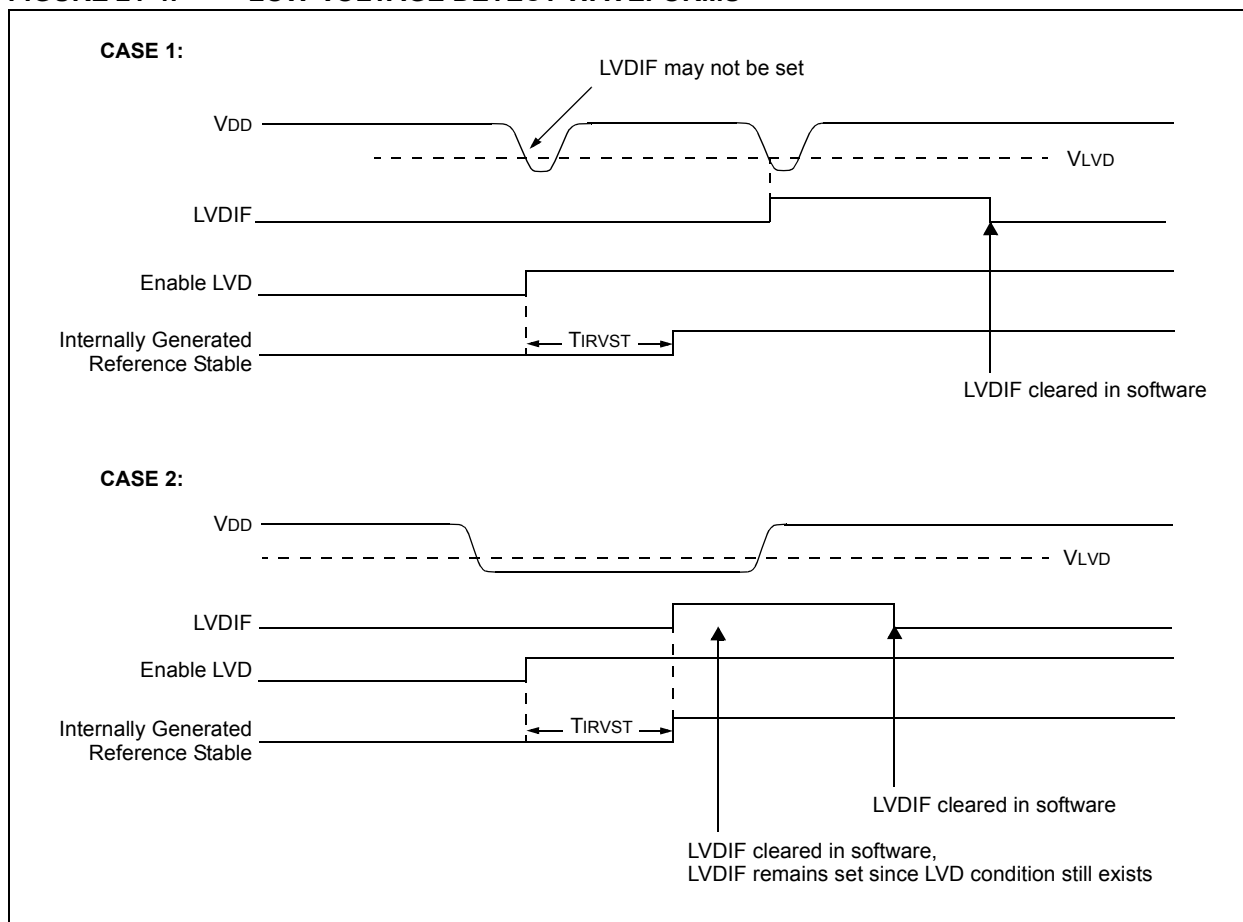 CASE 1:
LVDIF may not be set
VDD
VLVD
LVDIF
Enable LVD
TIRVST
Internally Generated
Reference Stable
LVDIF cleared in software
CASE 2:
VDD
VLVD
LVDIF
Enable LVD
TIRVST
Internally Generated
Reference Stable
LVDIF cleared in software
LVDIF cleared in software,
LVDIF remains set since LVD condition still exists